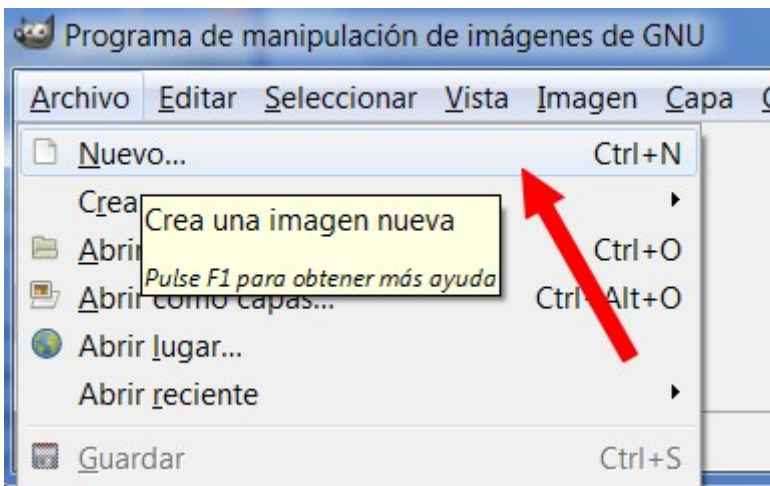 Programa de manipulación de imágenes de GNU
Archivo Editar Seleccionar Vista Imagen Capa
Nuevo... Ctrl+N
Crea
Crea una imagen nueva
Abrir Ctrl+O
Pulse F1 para obtener más ayuda
Abrir como capas... Ctrl+Alt+O
Abrir lugar...
Abrir reciente
Guardar Ctrl+S